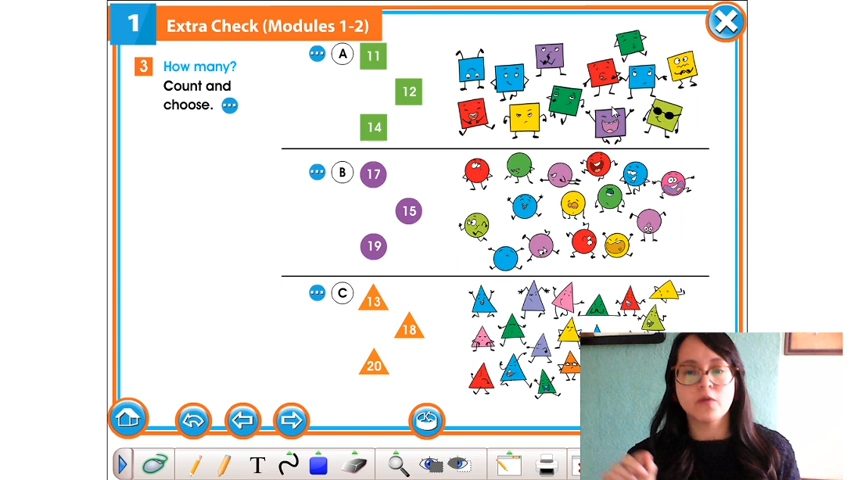 1 Extra Check (Modules 1-2)
3 How many?
Count and
choose.
A 11
12
14
B 17
15
19
C 13
18
20
T